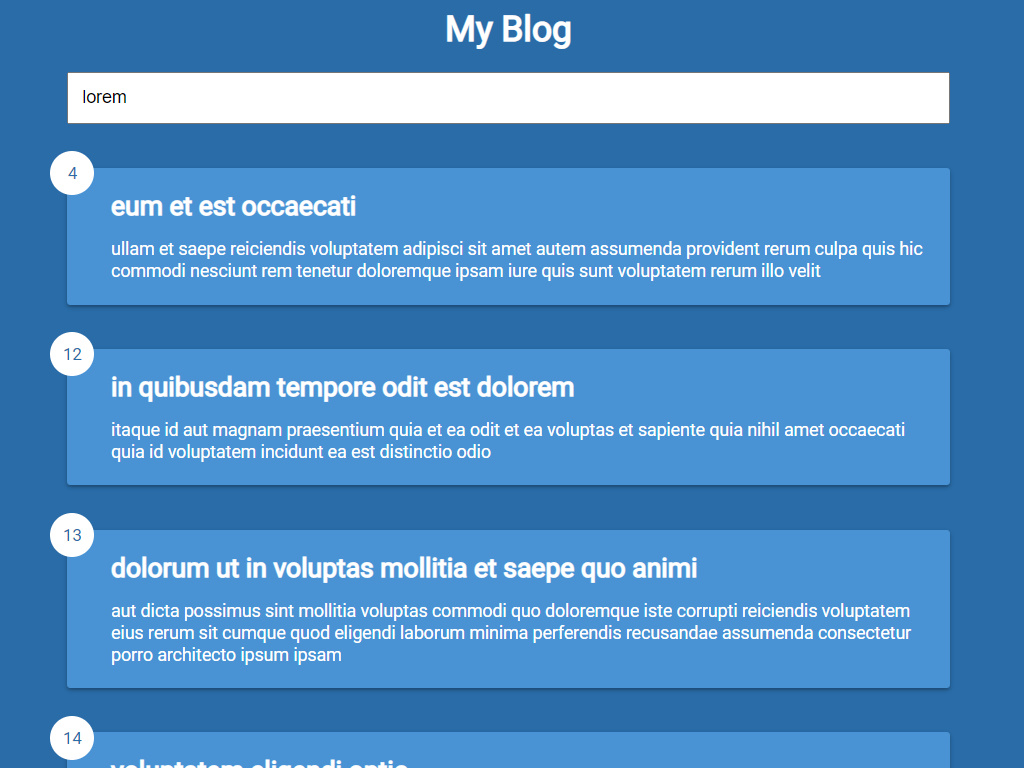 My Blog
lorem
4
eum et est occaecati
ullam et saepe reiciendis voluptatem adipisci sit amet autem assumenda provident rerum culpa quis hic
commodi nesciunt rem tenetur doloremque ipsam iure quis sunt voluptatem rerum illo velit
12
in quibusdam tempore odit est dolorem
itaque id aut magnam praesentium quia et ea odit et ea voluptas et sapiente quia nihil amet occaecati
quia id voluptatem incidunt ea est distinctio odio
13
dolorum ut in voluptas mollitia et saepe quo animi
aut dicta possimus sint mollitia voluptas commodi quo doloremque iste corrupti reiciendis voluptatem
eius rerum sit cumque quod eligendi laborum minima perferendis recusandae assumenda consectetur
porro architecto ipsum ipsam
14
voluptatem eligendi optio